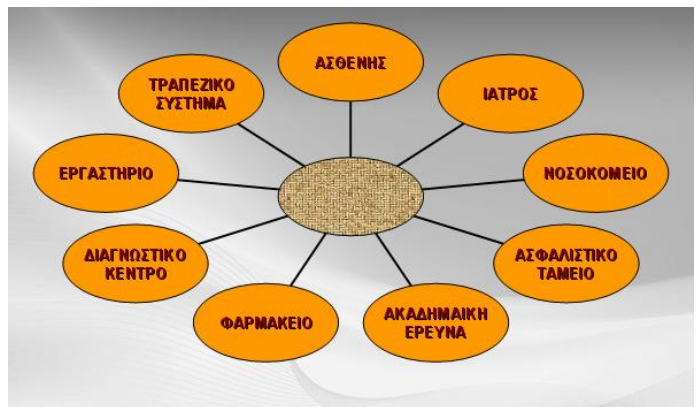 ΑΣΘΕΝΗΣ
ΤΡΑΠΕΖΙΚΟ
ΣΥΣΤΗΜΑ
ΙΑΤΡΟΣ
ΕΡΓΑΣΤΗΡΙΟ
ΝΟΣΟΚΟΜΕΙΟ
ΔΙΑΓΝΩΣΤΙΚΟ
ΚΕΝΤΡΟ
ΑΣΦΑΛΙΣΤΙΚΟ
ΤΑΜΕΙΟ
ΦΑΡΜΑΚΕΙΟ
ΑΚΑΔΗΜΑΙΚΗ
ΕΡΕΥΝΑ